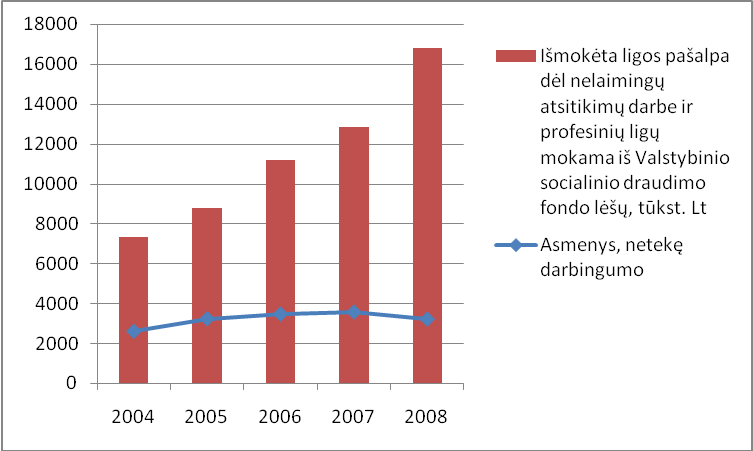 18000
16000
14000
12000
10000
8000
6000
4000
2000
0
2004 2005 2006 2007 2008
Išmokėta ligos pašalpa
dėl nelaimingų
atsitikimų darbe ir
profesinių ligų
mokama iš Valstybinio
socialinio draudimo
fondo lėšų, tūkst. Lt
Asmenys, netekę
darbingumo